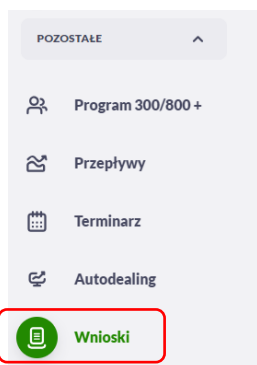 POZOSTAŁE
Program 300/800 +
Przepływy
Terminarz
Autodealing
Wnioski